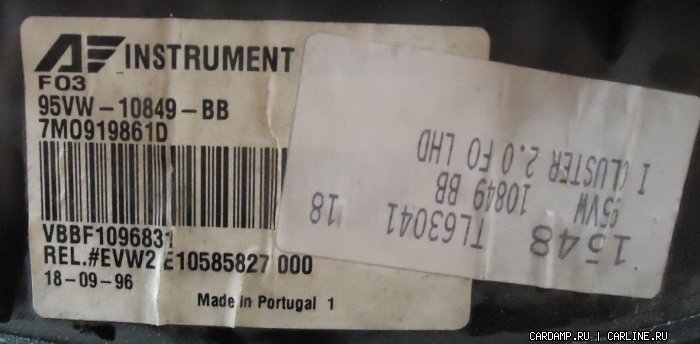 AF INSTRUMENT
F03
95VW-10849-BB
7M0919861D
VBBF1096831
REL.#EVW2 E10585827 000
18-09-96
Made in Portugal 1
1548
TL63041 18
95VW 10849 BB
I CLUSTER 2.0 FO LHD
CARDAMP.RU | CARLINE.RU